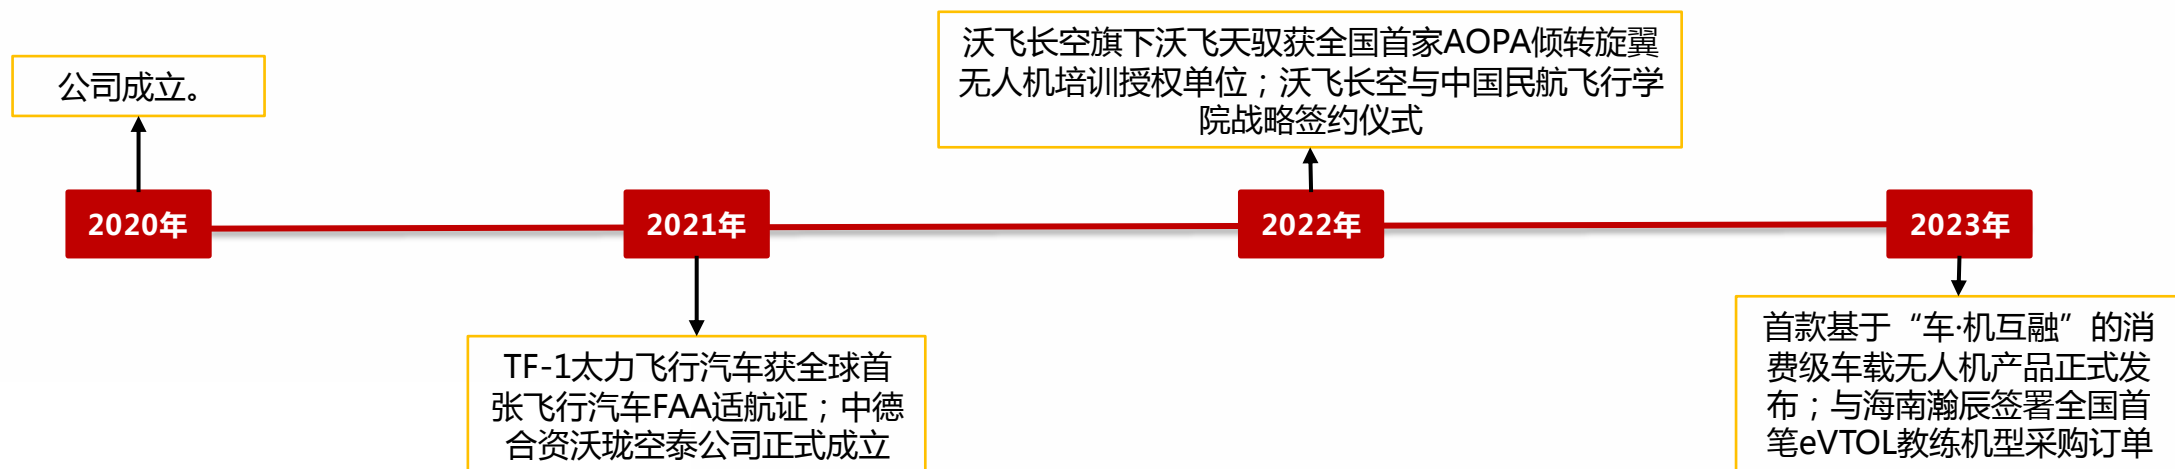 公司成立。
沃飞长空旗下沃飞天驭获全国首家AOPA倾转旋翼
无人机培训授权单位；沃飞长空与中国民航飞行学
院战略签约仪式
2020年
2021年
2022年
2023年
TF-1太力飞行汽车获全球首
张飞行汽车FAA适航证；中德
合资沃珑空泰公司正式成立
首款基于“车·机互融”的消
费级车载无人机产品正式发
布；与海南瀚辰签署全国首
笔eVTOL教练机型采购订单